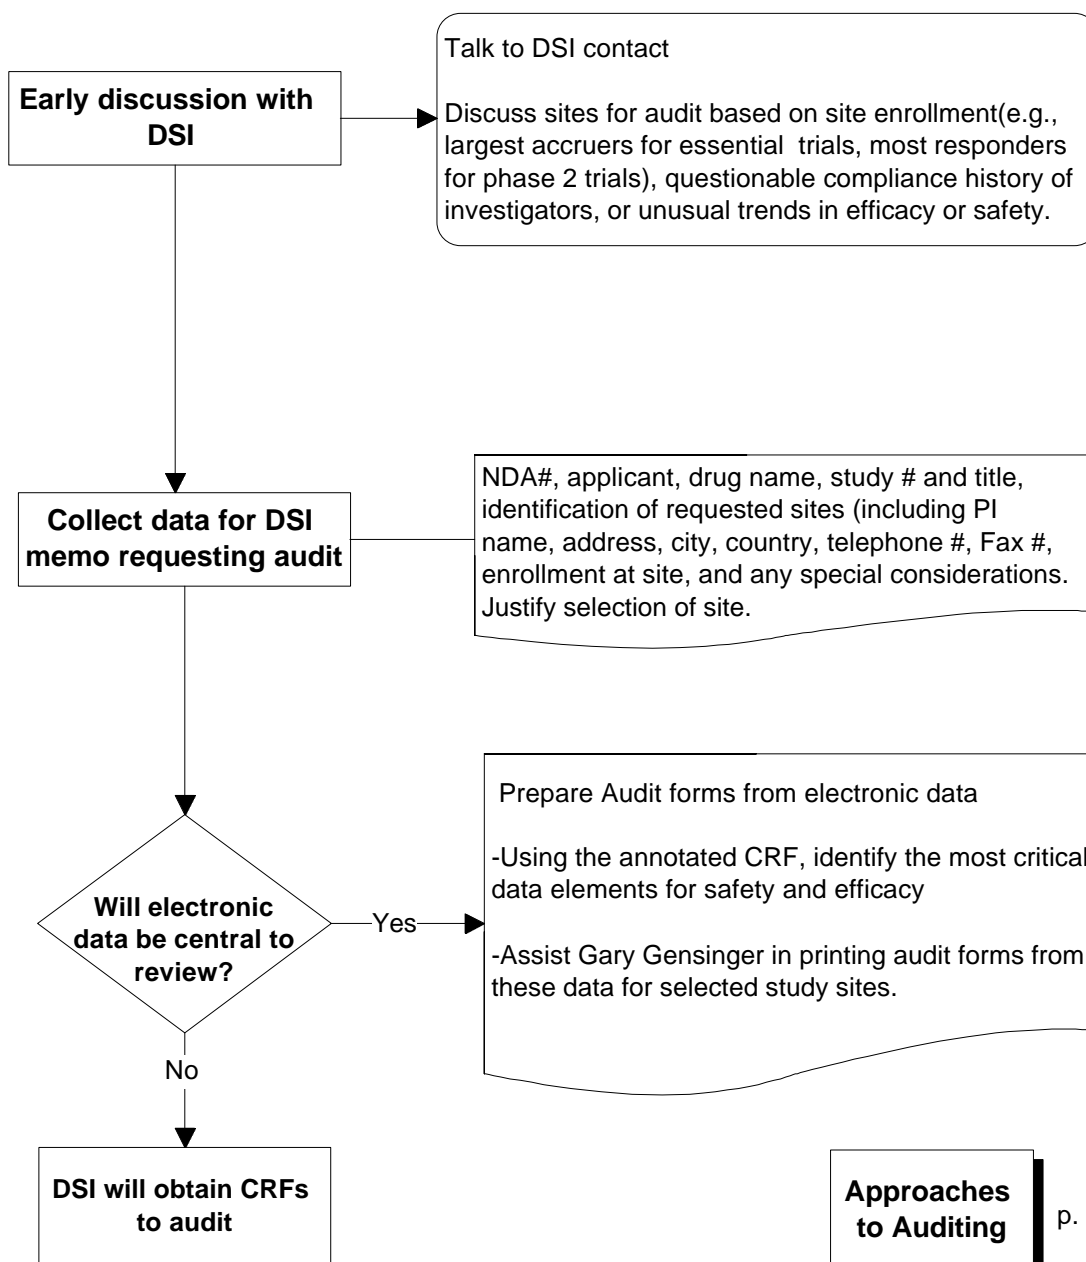 Early discussion with
DSI
Talk to DSI contact
Discuss sites for audit based on site enrollment(e.g.,
largest accruers for essential  trials, most responders
for phase 2 trials), questionable compliance history of
investigators, or unusual trends in efficacy or safety.
Collect data for DSI
memo requesting audit
NDA#, applicant, drug name, study # and title,
identification of requested sites (including PI
name, address, city, country, telephone #, Fax #,
enrollment at site, and any special considerations.
Justify selection of site.
Will electronic
data be central to
review?
Yes
Prepare Audit forms from electronic data
-Using the annotated CRF, identify the most critical
data elements for safety and efficacy
-Assist Gary Gensinger in printing audit forms from
these data for selected study sites.
No
DSI will obtain CRFs
to audit
Approaches
to Auditing
p.